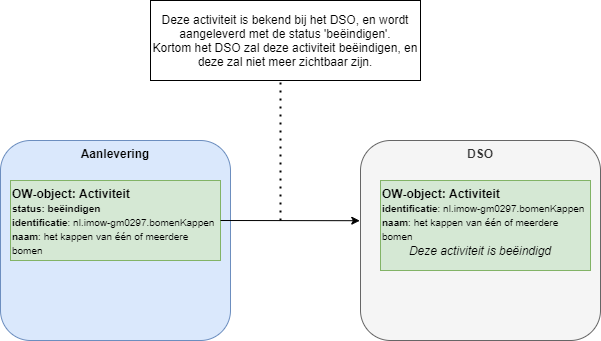 Deze activiteit is bekend bij het DSO, en wordt
aangeleverd met de status 'beëindigen'.
Kortom het DSO zal deze activiteit beëindigen, en
deze zal niet meer zichtbaar zijn.
Aanlevering
OW-object: Activiteit
status: beëindigen
identificatie: nl.imow-gm0297.bomenKappen
naam: het kappen van één of meerdere
bomen
DSO
OW-object: Activiteit
identificatie: nl.imow-gm0297.bomenKappen
naam: het kappen van één of meerdere
bomen
Deze activiteit is beëindigd